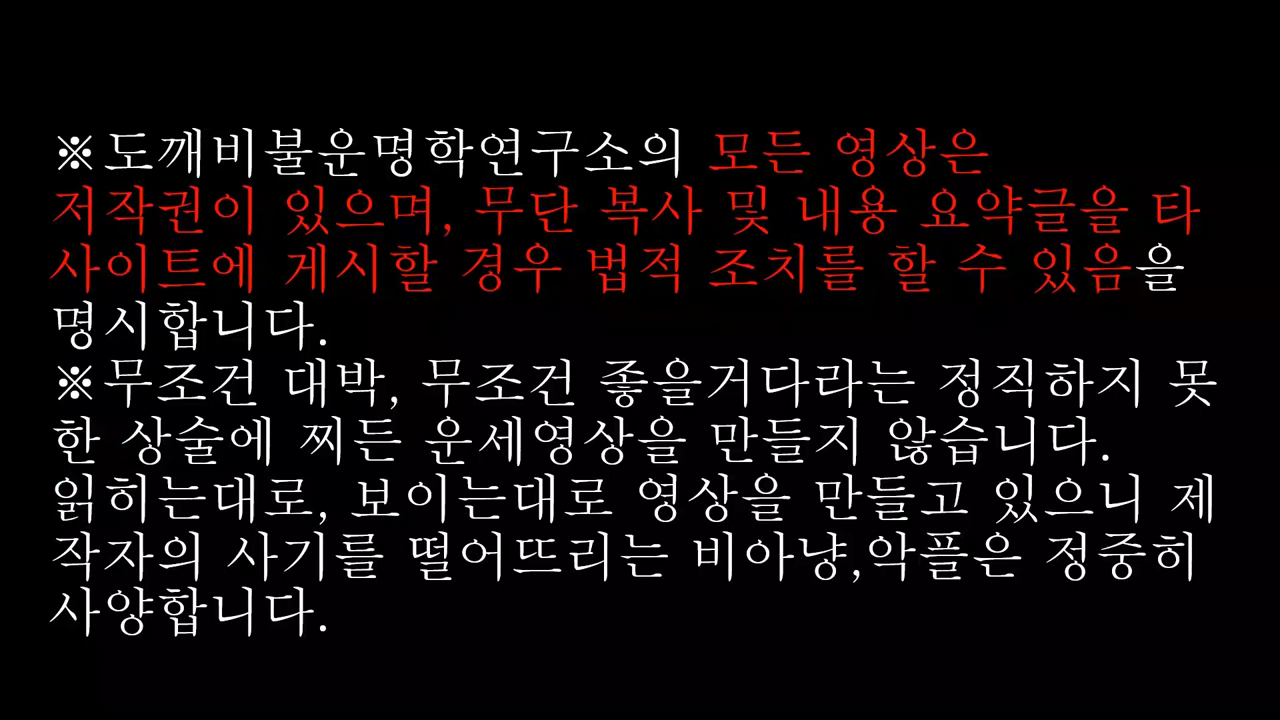 ※도깨비불운명학연구소의 모든 영상은
저작권이 있으며, 무단 복사 및 내용 요약글을 타
사이트에 게시할 경우 법적 조치를 할 수 있음을
명시합니다.
※무조건 대박, 무조건 좋을거다라는 정직하지 못
한 상술에 찌든 운세영상을 만들지 않습니다.
읽히는대로, 보이는대로 영상을 만들고 있으니 제
작자의 사기를 떨어뜨리는 비아냥,악플은 정중히
사양합니다.